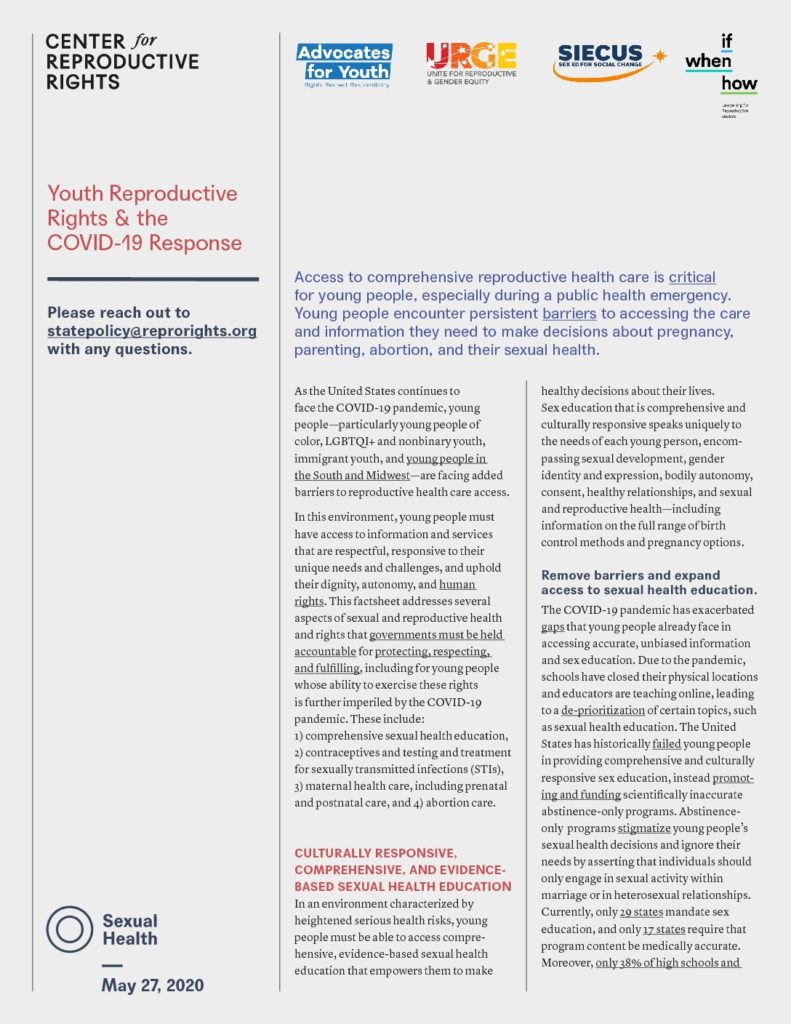 CENTER for
REPRODUCTIVE
RIGHTS
Advocates
for Youth
Rights. Respect. Responsibility.
URGE
UNITE FOR REPRODUCTIVE
& GENDER EQUITY
SIECUS
SEX ED FOR SOCIAL CHANGE
if
when
how
Lawyering for
Reproductive
Justice
Youth Reproductive
Rights & the
COVID-19 Response
Please reach out to
statepolicy@reprorights.org
with any questions.
Sexual
Health
May 27, 2020
Access to comprehensive reproductive health care is critical
for young people, especially during a public health emergency.
Young people encounter persistent barriers to accessing the care
and information they need to make decisions about pregnancy,
parenting, abortion, and their sexual health.
As the United States continues to
face the COVID-19 pandemic, young
people—particularly young people of
color, LGBTQI+ and nonbinary youth,
immigrant youth, and young people in
the South and Midwest—are facing added
barriers to reproductive health care access.
In this environment, young people must
have access to information and services
that are respectful, responsive to their
unique needs and challenges, and uphold
their dignity, autonomy, and human
rights. This factsheet addresses several
aspects of sexual and reproductive health
and rights that governments must be held
accountable for protecting, respecting,
and fulfilling, including for young people
whose ability to exercise these rights
is further imperiled by the COVID-19
pandemic. These include:
1) comprehensive sexual health education,
2) contraceptives and testing and treatment
for sexually transmitted infections (STIs),
3) maternal health care, including prenatal
and postnatal care, and 4) abortion care.
CULTURALLY RESPONSIVE,
COMPREHENSIVE, AND EVIDENCE-
BASED SEXUAL HEALTH EDUCATION
In an environment characterized by
heightened serious health risks, young
people must be able to access compre-
hensive, evidence-based sexual health
education that empowers them to make
healthy decisions about their lives.
Sex education that is comprehensive and
culturally responsive speaks uniquely to
the needs of each young person, encom-
passing sexual development, gender
identity and expression, bodily autonomy,
consent, healthy relationships, and sexual
and reproductive health—including
information on the full range of birth
control methods and pregnancy options.
Remove barriers and expand
access to sexual health education.
The COVID-19 pandemic has exacerbated
gaps that young people already face in
accessing accurate, unbiased information
and sex education. Due to the pandemic,
schools have closed their physical locations
and educators are teaching online, leading
to a de-prioritization of certain topics, such
as sexual health education. The United
States has historically failed young people
in providing comprehensive and culturally
responsive sex education, instead promot-
ing and funding scientifically inaccurate
abstinence-only programs. Abstinence-
only programs stigmatize young people's
sexual health decisions and ignore their
needs by asserting that individuals should
only engage in sexual activity within
marriage or in heterosexual relationships.
Currently, only 29 states mandate sex
education, and only 17 states require that
program content be medically accurate.
Moreover, only 38% of high schools and